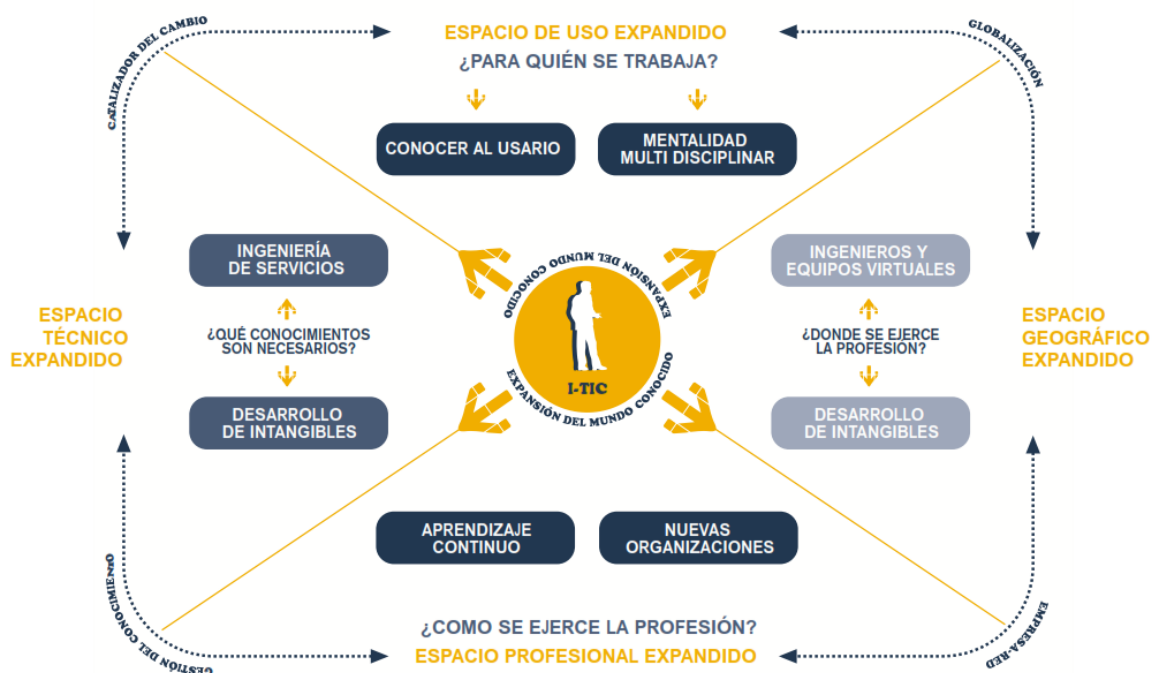 CATALIZADOR DEL CAMBIO
ESPACIO DE USO EXPANDIDO
¿PARA QUIÉN SE TRABAJA?
GLOBALIZACIÓN
CONOCER AL USARIO
MENTALIDAD
MULTI DISCIPLINAR
INGENIERÍA
DE SERVICIOS
INGENIEROS Y
EQUIPOS VIRTUALES
EXPANSIÓN DEL MUNDO CONOCIDO
ESPACIO
TÉCNICO
EXPANDIDO
¿QUÉ CONOCIMIENTOS
SON NECESARIOS?
I-TIC
¿DONDE SE EJERCE
LA PROFESIÓN?
ESPACIO
GEOGRÁFICO
EXPANDIDO
EXPANSIÓN DEL MUNDO CONOCIDO
DESARROLLO
DE INTANGIBLES
DESARROLLO
DE INTANGIBLES
APRENDIZAJE
CONTINUO
NUEVAS
ORGANIZACIONES
GESTIÓN DEL CONOCIMIENTO
¿COMO SE EJERCE LA PROFESIÓN?
ESPACIO PROFESIONAL EXPANDIDO
EMPRESA-RED